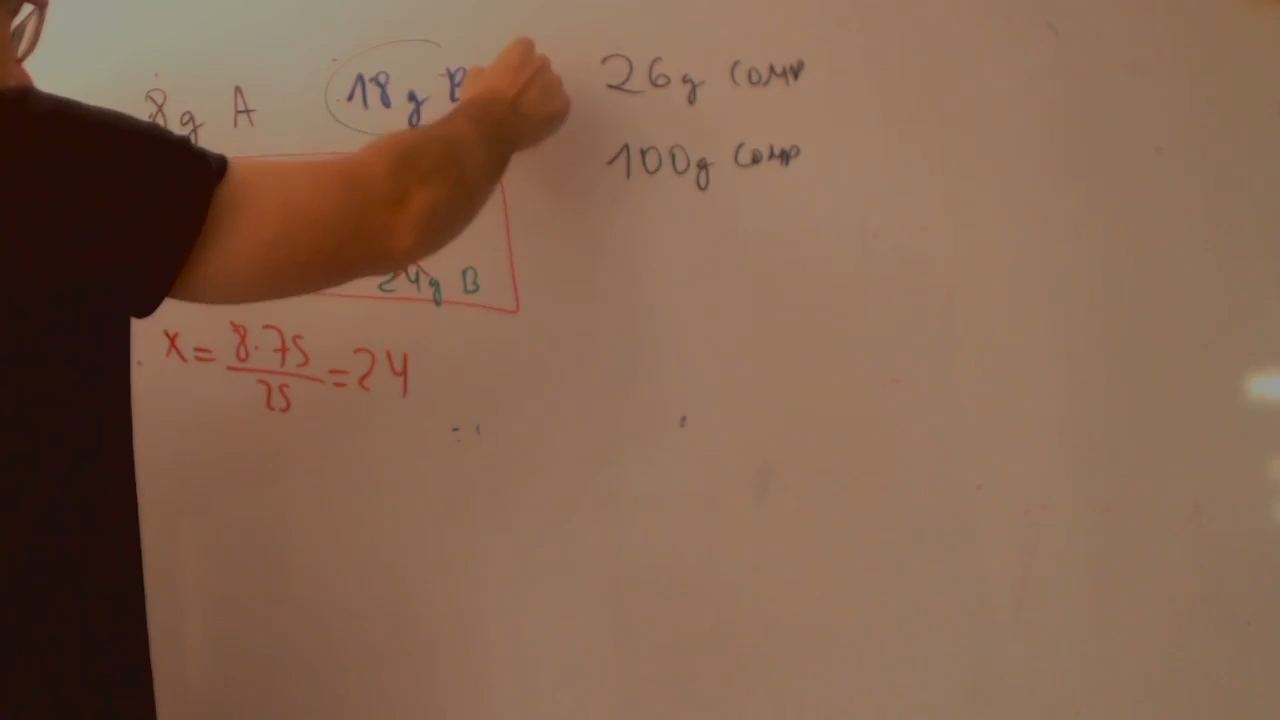 8g A 18g B 26g comp
100g comp
24g B
x = 8.75 / 25 = 24